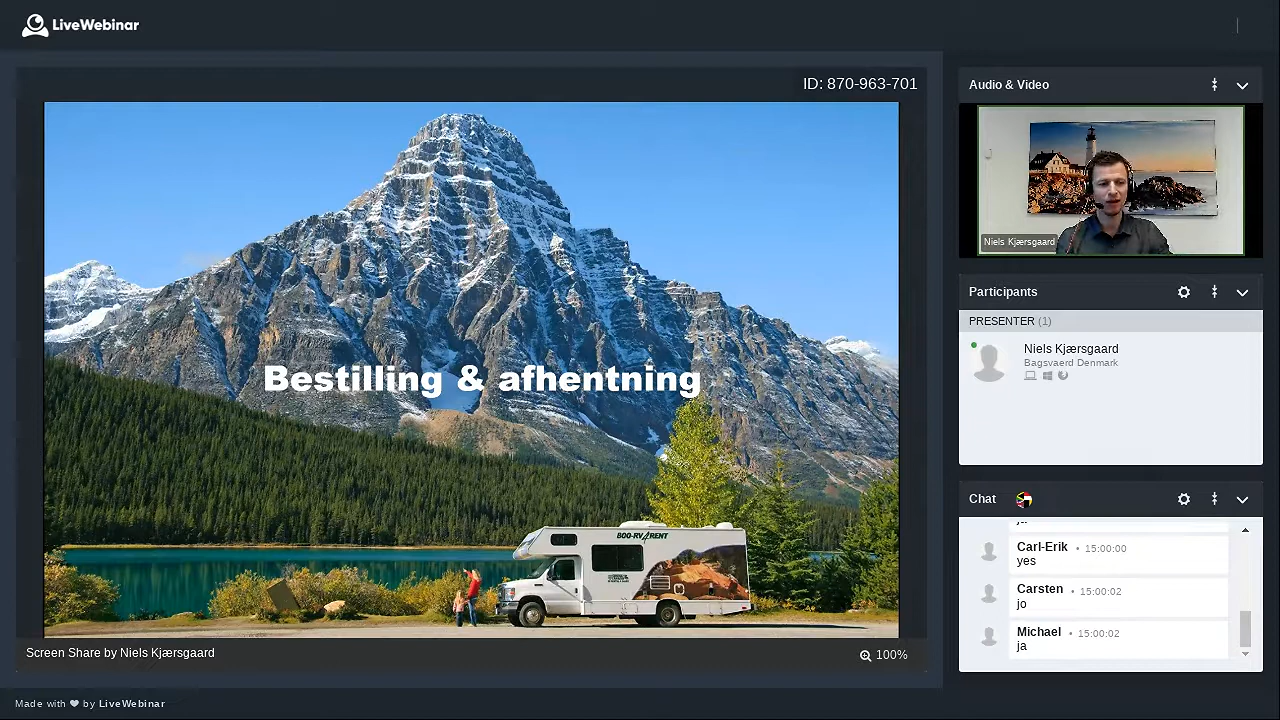 LiveWebinar
ID: 870-963-701
Bestilling & afhentning
Screen Share by Niels Kjærsgaard
100%
Audio & Video
Niels Kjærsgaard
Participants
PRESENTER (1)
Niels Kjærsgaard
Bagsvaerd Denmark
Chat
Carl-Erik • 15:00:00
yes
Carsten • 15:00:02
jo
Michael • 15:00:02
ja
Made with ❤ by LiveWebinar